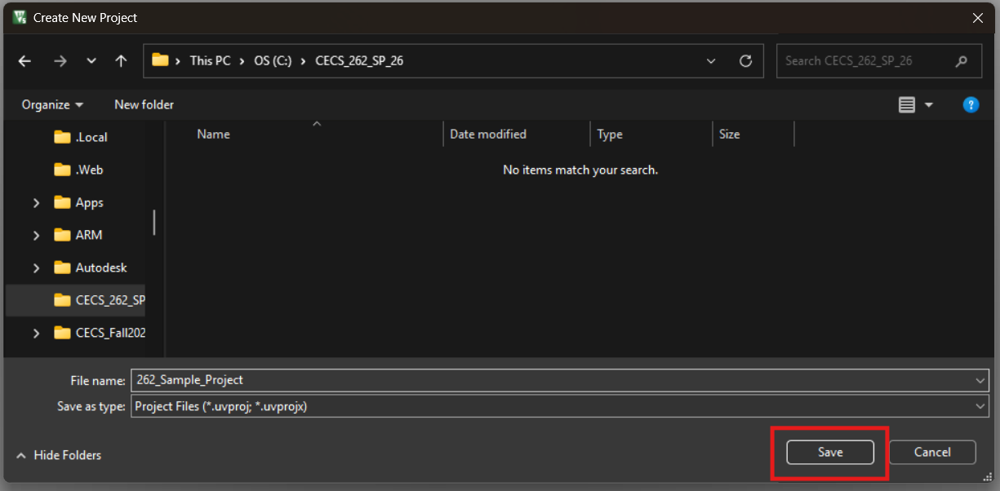 Create New Project
This PC > OS (C:) > CECS_262_SP_26
Search CECS_262_SP_26
Organize
New folder
?
Name
Date modified
Type
Size
No items match your search.
.Local
.Web
Apps
ARM
Autodesk
CECS_262_SP
CECS_Fall202
File name:
262_Sample_Project
Save as type:
Project Files (*.uvproj; *.uvprojx)
Hide Folders
Save
Cancel